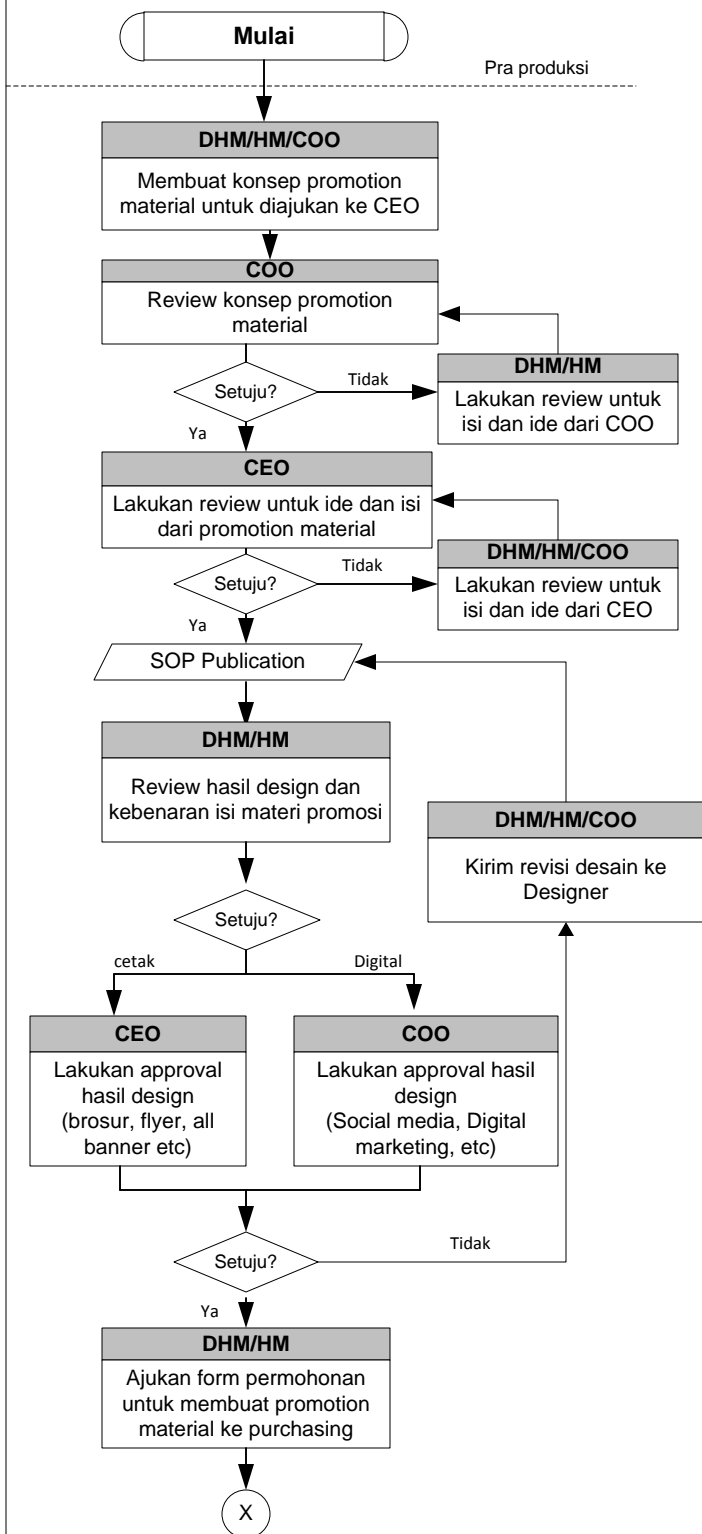 Mulai
Pra produksi
DHM/HM/COO
Membuat konsep promotion
material untuk diajukan ke CEO
COO
Review konsep promotion
material
Setuju?
Tidak
DHM/HM
Lakukan review untuk
isi dan ide dari COO
Ya
CEO
Lakukan review untuk ide dan isi
dari promotion material
Setuju?
Tidak
DHM/HM/COO
Lakukan review untuk
isi dan ide dari CEO
Ya
SOP Publication
DHM/HM
Review hasil design dan
kebenaran isi materi promosi
DHM/HM/COO
Kirim revisi desain ke
Designer
Setuju?
cetak
Digital
CEO
Lakukan approval
hasil design
(brosur, flyer, all
banner etc)
COO
Lakukan approval hasil
design
(Social media, Digital
marketing, etc)
Setuju?
Tidak
Ya
DHM/HM
Ajukan form permohonan
untuk membuat promotion
material ke purchasing
X